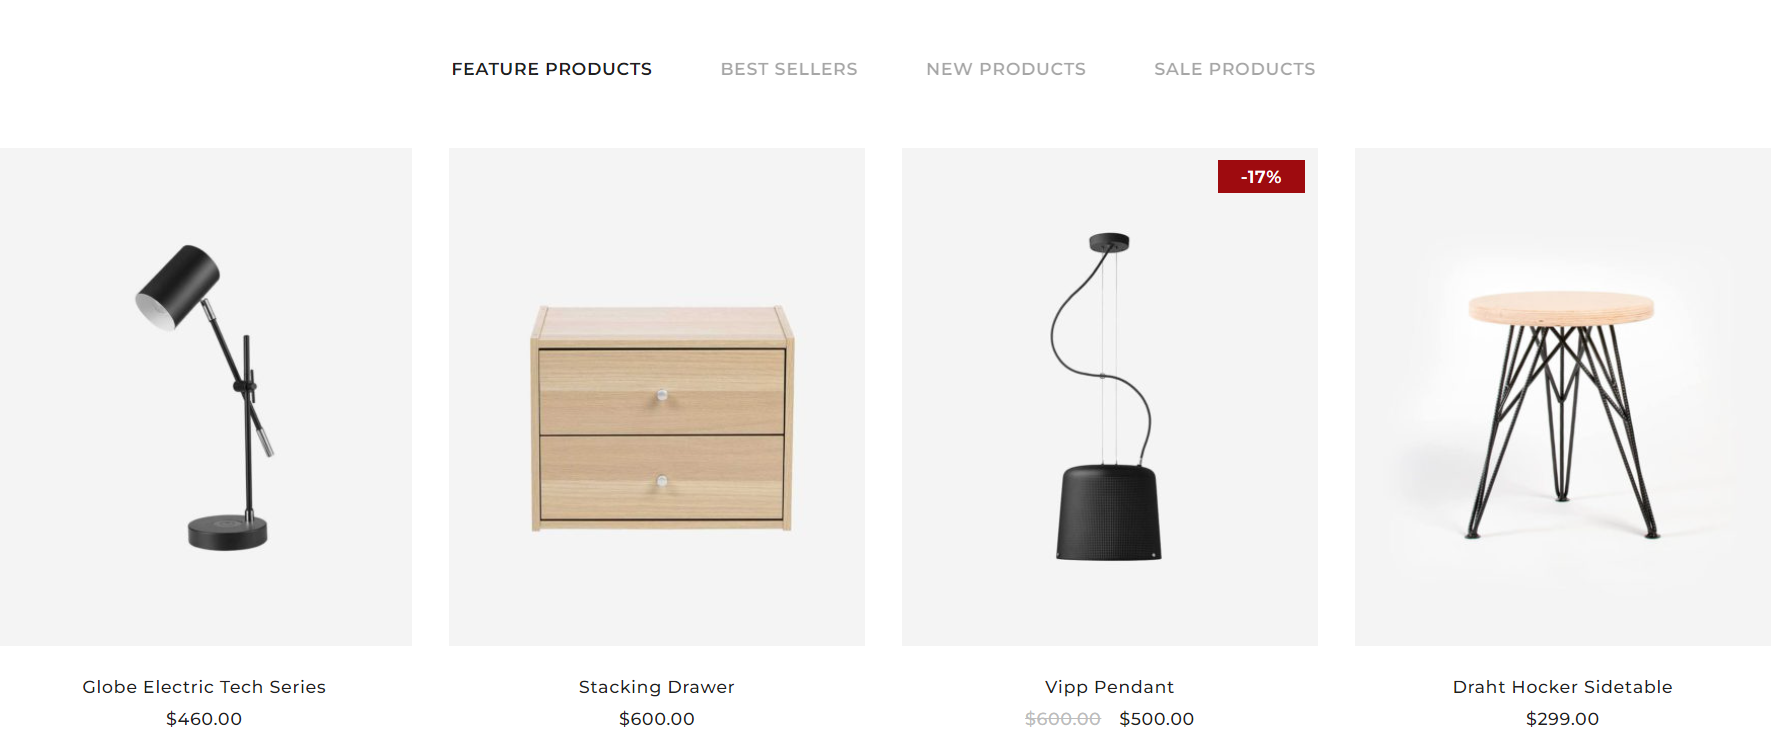 FEATURE PRODUCTS BEST SELLERS NEW PRODUCTS SALE PRODUCTS
-17%
Globe Electric Tech Series
$460.00
Stacking Drawer
$600.00
Vipp Pendant
$600.00 $500.00
Draht Hocker Sidetable
$299.00